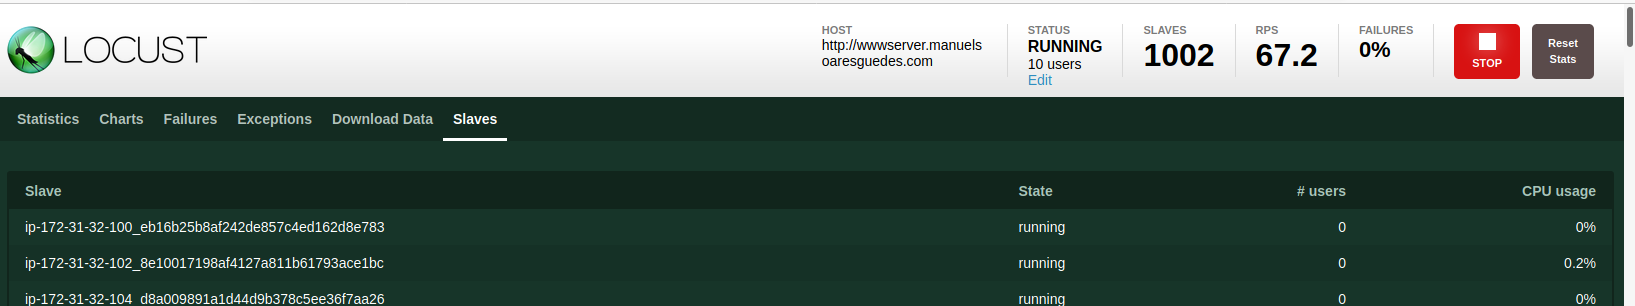 LOCUST
HOST
http://wwwserver.manuels
oaresguedes.com
STATUS
RUNNING
10 users
Edit
SLAVES
1002
RPS
67.2
FAILURES
0%
STOP
Reset
Stats
Statistics Charts Failures Exceptions Download Data Slaves
Slave State # users CPU usage
ip-172-31-32-100_eb16b25b8af242de857c4ed162d8e783 running 0 0%
ip-172-31-32-102_8e10017198af4127a811b61793ace1bc running 0 0.2%
ip-172-31-32-104_d8a009891a1d44d9b378c5ee36f7aa26 running 0 0%